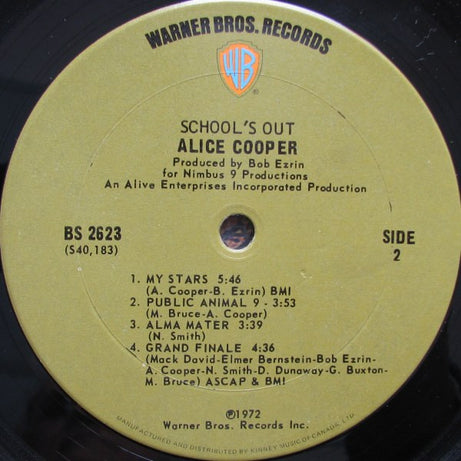 WARNER BROS. RECORDS
WB
®
SCHOOL'S OUT
ALICE COOPER
Produced by Bob Ezrin
for Nimbus 9 Productions
An Alive Enterprises Incorporated Production
BS 2623
(S40,183)
SIDE
2
1. MY STARS 5:46
(A. Cooper-B. Ezrin) BMI
2. PUBLIC ANIMAL 9 - 3:53
(M. Bruce-A. Cooper)
3. ALMA MATER 3:39
(N. Smith)
4. GRAND FINALE 4:36
(Mack David-Elmer Bernstein-Bob Ezrin-
A. Cooper-N. Smith-D. Dunaway-G. Buxton-
M. Bruce) ASCAP & BMI
℗1972
Warner Bros. Records Inc.
MANUFACTURED AND DISTRIBUTED BY KINNEY MUSIC OF CANADA, LTD.